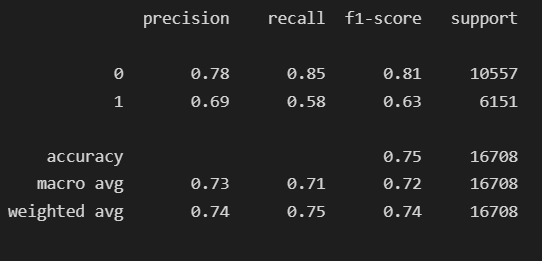 precision recall f1-score support
0 0.78 0.85 0.81 10557
1 0.69 0.58 0.63 6151
accuracy 0.75 16708
macro avg 0.73 0.71 0.72 16708
weighted avg 0.74 0.75 0.74 16708